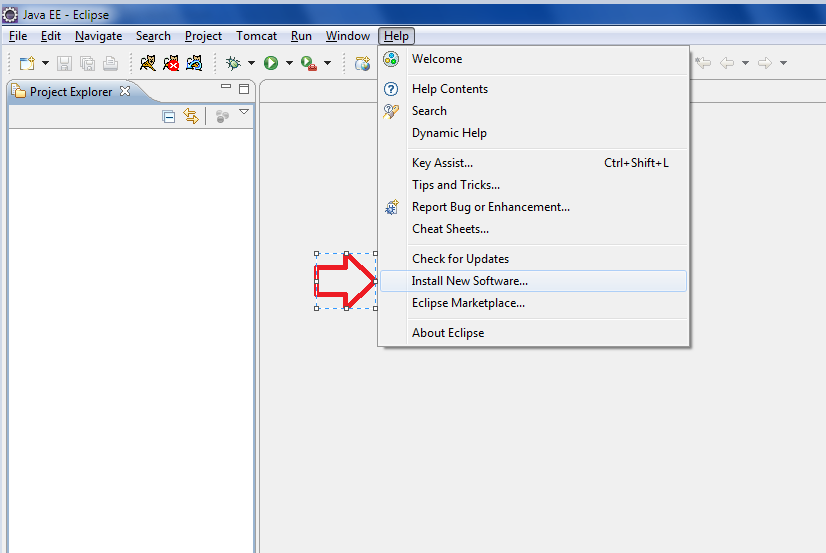 Java EE - Eclipse
File Edit Navigate Search Project Tomcat Run Window Help
Project Explorer
Welcome
Help Contents
Search
Dynamic Help
Key Assist... Ctrl+Shift+L
Tips and Tricks...
Report Bug or Enhancement...
Cheat Sheets...
Check for Updates
Install New Software...
Eclipse Marketplace...
About Eclipse